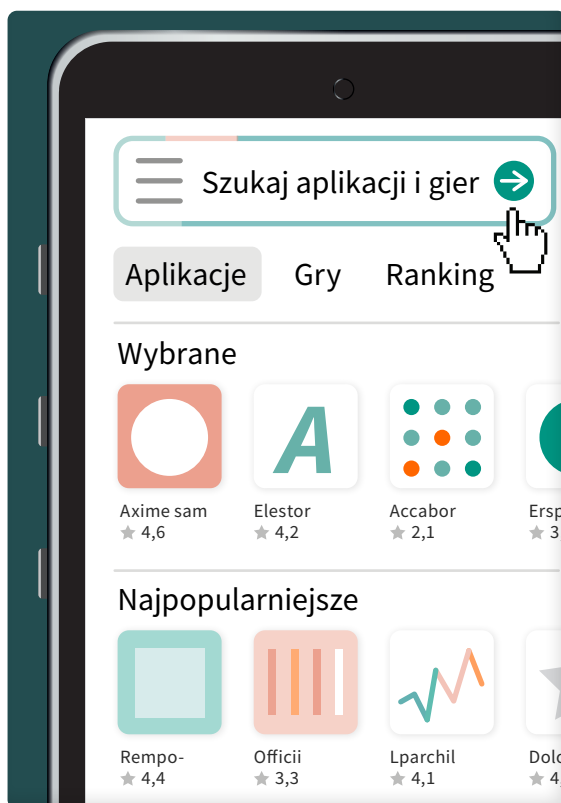 Szukaj aplikacji i gier
Aplikacje Gry Ranking
Wybrane
Axime sam Elestor Accabor
4,6 4,2 2,1
Najpopularniejsze
Rempo- Officii Lparchil
4,4 3,3 4,1